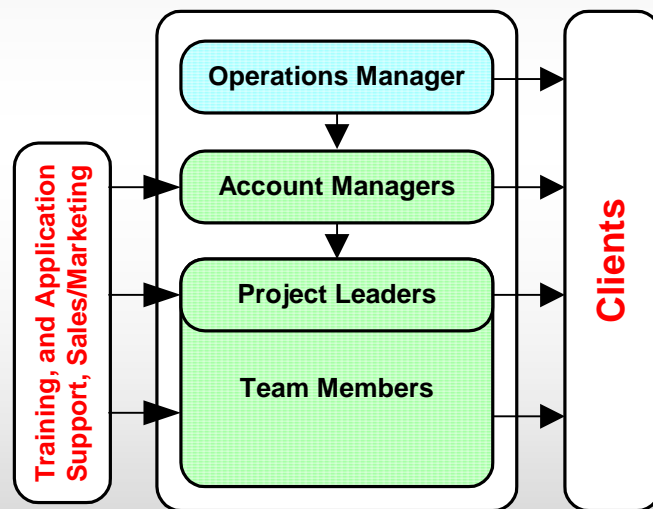 Operations Manager
Account Managers
Project Leaders
Team Members
Training, and Application
Support, Sales/Marketing
Clients